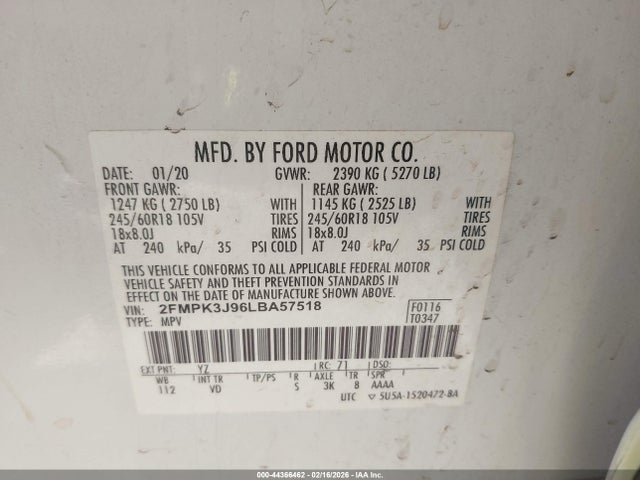 MFD. BY FORD MOTOR CO.
DATE: 01/20 GVWR: 2390 KG ( 5270 LB)
FRONT GAWR: REAR GAWR:
1247 KG ( 2750 LB) WITH 1145 KG ( 2525 LB) WITH
245/60R18 105V TIRES 245/60R18 105V TIRES
18x8.0J RIMS 18x8.0J RIMS
AT 240 kPa/ 35 PSI COLD AT 240 kPa/ 35 PSI COLD
THIS VEHICLE CONFORMS TO ALL APPLICABLE FEDERAL MOTOR
VEHICLE SAFETY AND THEFT PREVENTION STANDARDS IN
EFFECT ON THE DATE OF MANUFACTURE SHOWN ABOVE.
VIN: 2FMPK3J96LBA57518 F0116
TYPE: MPV T0347
EXT PNT: YZ RC: 71 DSO:
WB INT TR TP/PS R AXLE TR SPR
112 VD S 3K 8 AAAA
UTC ▽ 5U5A-1520472-BA
000-44366462 - 02/16/2026 - IAA Inc.